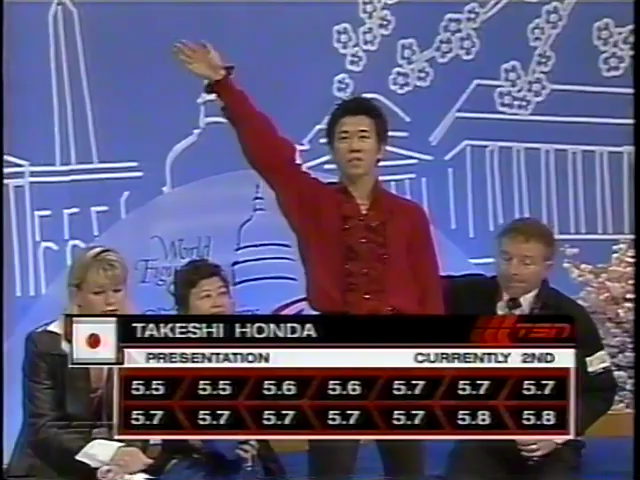 World
Fig
TAKESHI HONDA
TSN
PRESENTATION
CURRENTLY 2ND
5.5 5.5 5.6 5.6 5.7 5.7 5.7
5.7 5.7 5.7 5.7 5.7 5.8 5.8